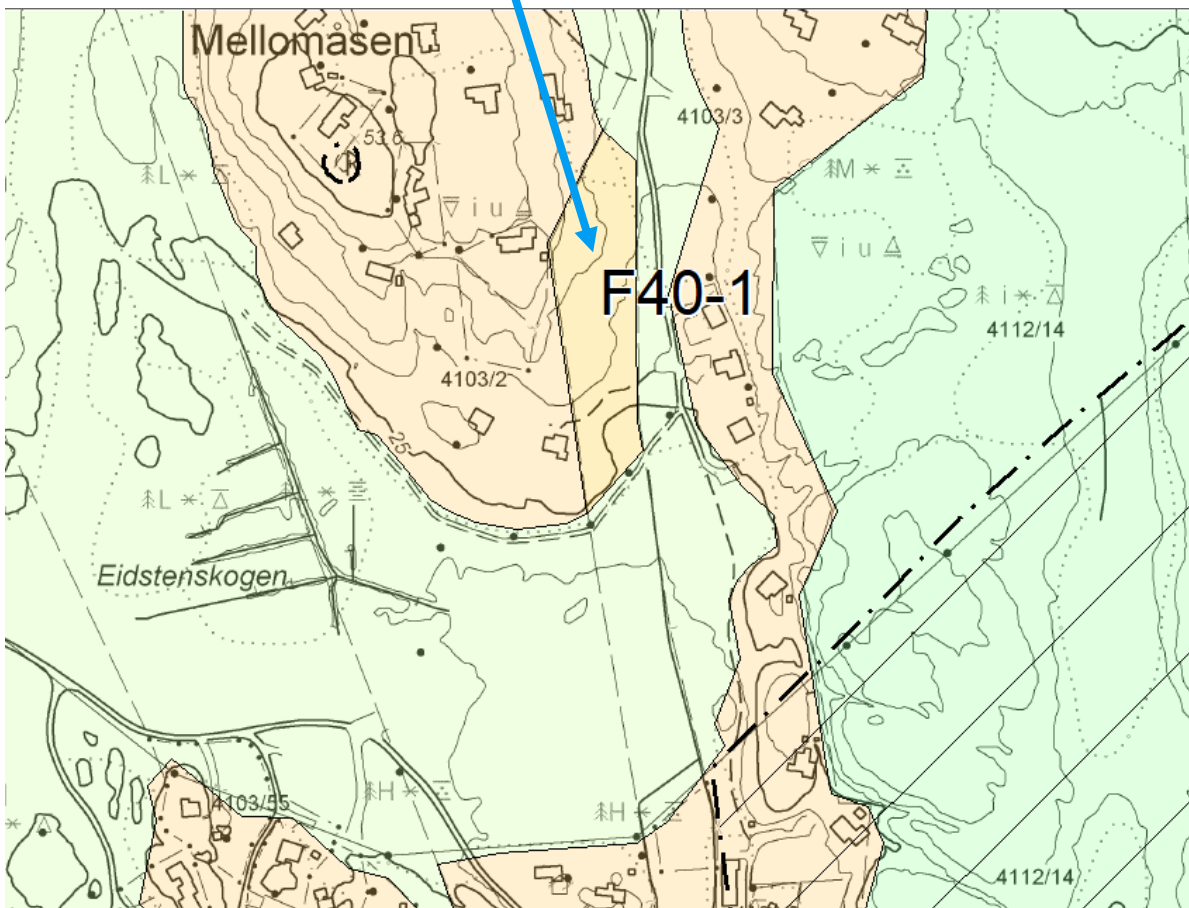 Mellomåsen
4103/3
53.6
L
M
i u
i u
F40-1
i
4112/14
4103/2
25
L
Eidstenskogen
H
4103/55
H
4112/14